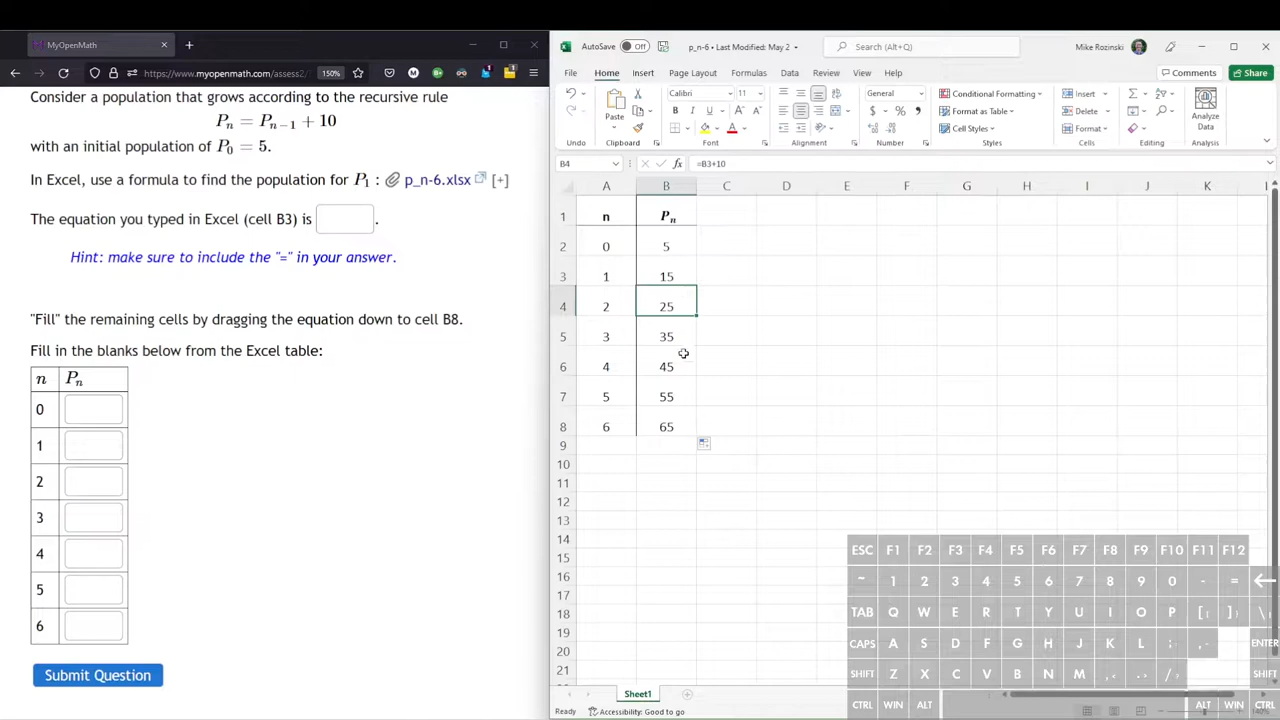 MyOpenMath
https://www.myopenmath.com/assess2/
150%
Consider a population that grows according to the recursive rule
Pn = Pn−1 + 10
with an initial population of P0 = 5.
In Excel, use a formula to find the population for P1 : p_n-6.xlsx [+]
The equation you typed in Excel (cell B3) is .
Hint: make sure to include the "=" in your answer.
"Fill" the remaining cells by dragging the equation down to cell B8.
Fill in the blanks below from the Excel table:
n Pn
0
1
2
3
4
5
6
Submit Question
AutoSave Off p_n-6 • Last Modified: May 2 Search (Alt+Q) Mike Rozinski
File Home Insert Page Layout Formulas Data Review View Help Comments Share
Paste Calibri 11 General Conditional Formatting Insert
B I U $ % , Format as Table Delete Analyze Data
Cell Styles Format
Undo Clipboard Font Alignment Number Styles Cells Editing Analysis
B4 fx =B3+10
A B C D E F G H I J K L
1 n Pn
2 0 5
3 1 15
4 2 25
5 3 35
6 4 45
7 5 55
8 6 65
9
10
11
12
13
14
15
16
17
18
19
20
21
ESC F1 F2 F3 F4 F5 F6 F7 F8 F9 F10 F11 F12
~ 1 2 3 4 5 6 7 8 9 0 - = ←
TAB Q W E R T Y U I O P [ ] \
CAPS A S D F G H J K L ; ENTER
SHIFT Z X C V B N M SHIFT
CTRL WIN ALT ALT WIN CTRL
Sheet1
Ready Accessibility: Good to go 140%